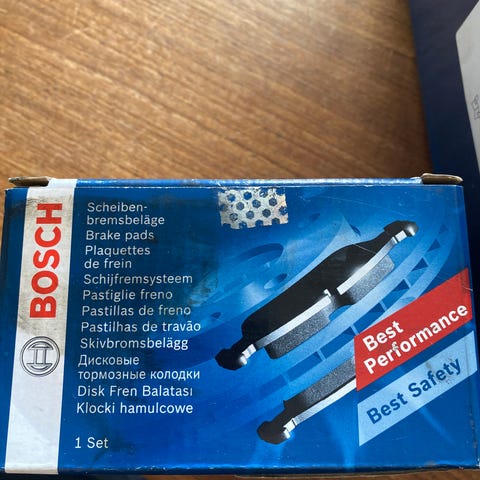 BOSCH
Scheiben-
bremsbeläge
Brake pads
Plaquettes
de frein
Schijfremsysteem
Pastiglie freno
Pastillas de freno
Pastilhas de travão
Skivbromsbelägg
Дисковые
тормозные колодки
Disk Fren Balatası
Klocki hamulcowe
1 Set
Best
Performance
Best Safety